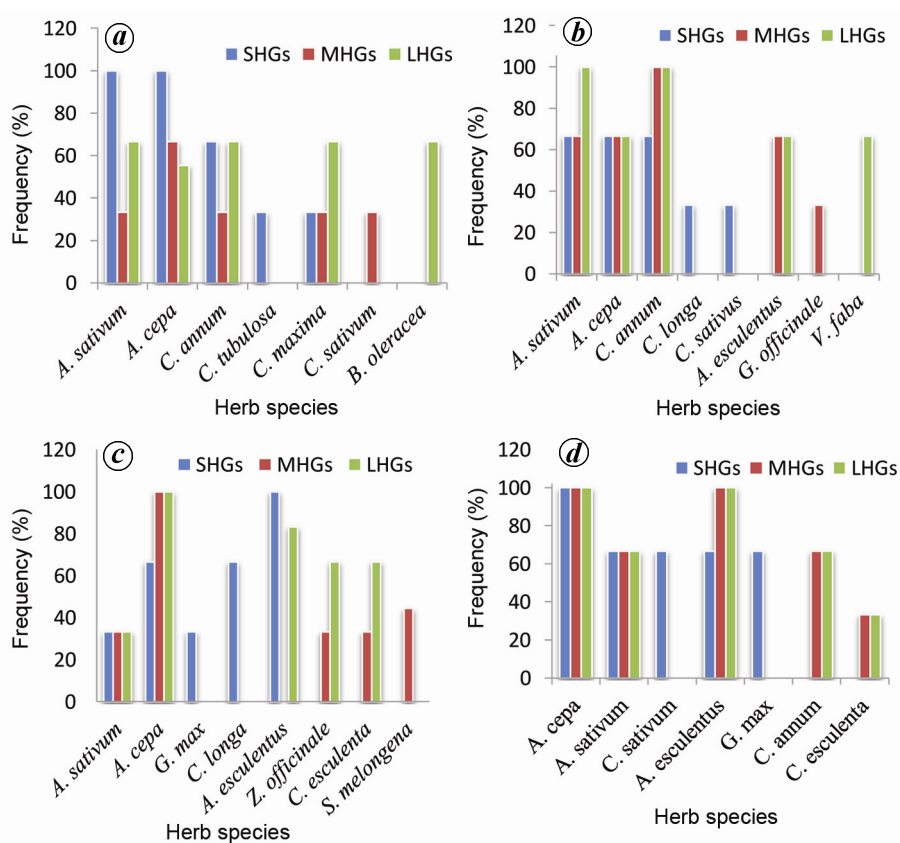 a
SHGs MHGs LHGs
Frequency (%)
120
100
80
60
40
20
0
A. sativum
A. cepa
C. annum
C. tubulosa
C. maxima
C. sativum
B. oleracea
Herb species
b
SHGs MHGs LHGs
Frequency (%)
120
100
80
60
40
20
0
A. sativum
A. cepa
C. annum
C. longa
C. sativus
A. esculentus
G. officinale
V. faba
Herb species
c
SHGs MHGs LHGs
Frequency (%)
120
100
80
60
40
20
0
A. sativum
A. cepa
G. max
C. longa
A. esculentus
Z. officinale
C. esculenta
S. melongena
Herb species
d
SHGs MHGs LHGs
Frequency (%)
120
100
80
60
40
20
0
A. cepa
A. sativum
C. sativum
A. esculentus
G. max
C. annum
C. esculenta
Herb species